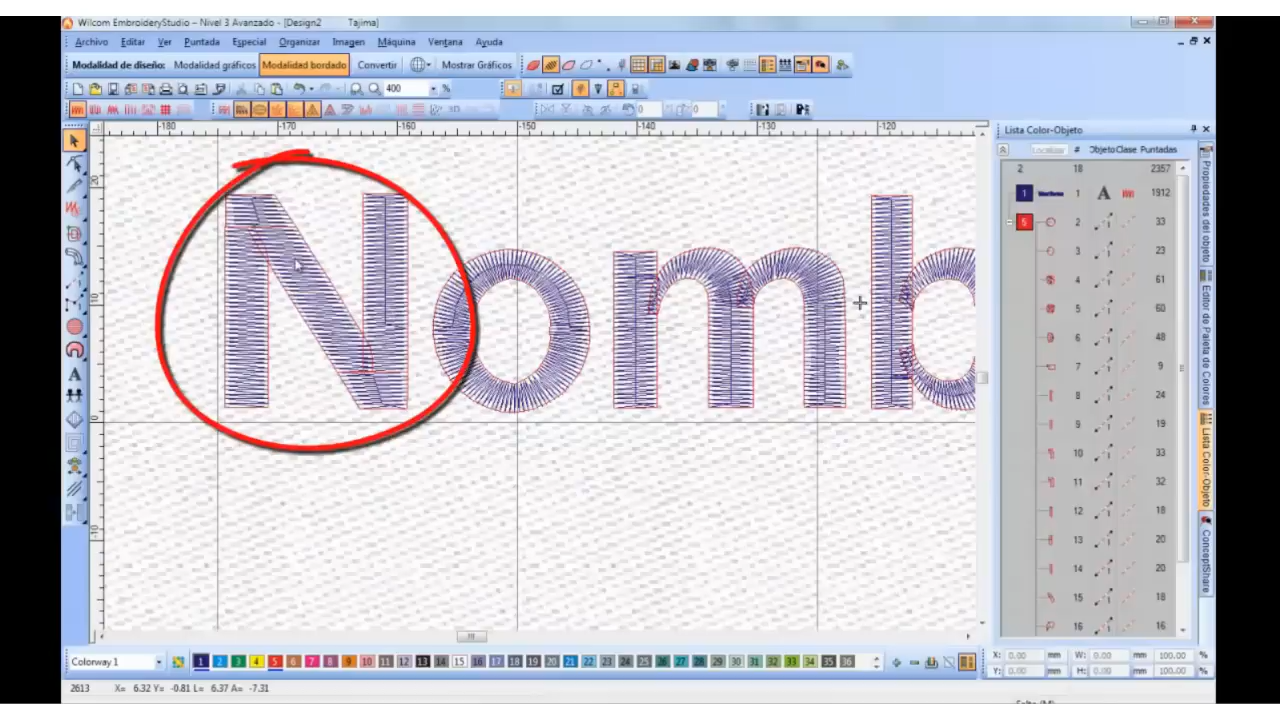 Wilcom EmbroideryStudio – Nivel 3 Avanzado - [Design2 Tajima]
Archivo Editar Ver Puntada Especial Organizar Imagen Máquina Ventana Ayuda
Modalidad de diseño: Modalidad gráficos Modalidad bordado Convertir Mostrar Gráficos
400 %
0 0
-180 -170 -160 -150 -140 -130 -120
Lista Color-Objeto
Localizar # Objeto Clase Puntadas
2 18 2357
1 1 A 1912
5 2 33
3 23
4 61
5 60
6 48
7 9
8 24
9 19
10 33
11 32
12 18
13 20
14 20
15 18
16 16
20
10
0
-10
Nomb
Propiedades del objeto
Editor de Paleta de Colores
Lista Color-Objeto
ConceptShare
Colorway 1
1 2 3 4 5 6 7 8 9 10 11 12 13 14 15 16 17 18 19 20 21 22 23 24 25 26 27 28 29 30 31 32 33 34 35 36
X: 0.00 mm W: 0.00 mm 100.00 %
Y: 0.00 mm H: 0.00 mm 100.00 %
2613 X= 6.32 Y= -0.81 L= 6.37 A= -7.31